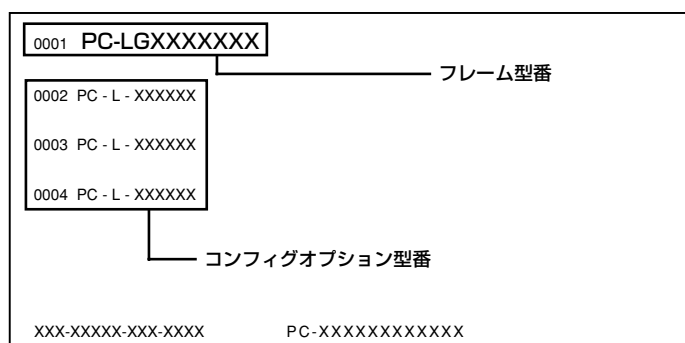 0001 PC-LGXXXXXXX
フレーム型番
0002 PC - L - XXXXXX
0003 PC - L - XXXXXX
0004 PC - L - XXXXXX
コンフィグオプション型番
XXX-XXXXX-XXX-XXXX PC-XXXXXXXXXXXX